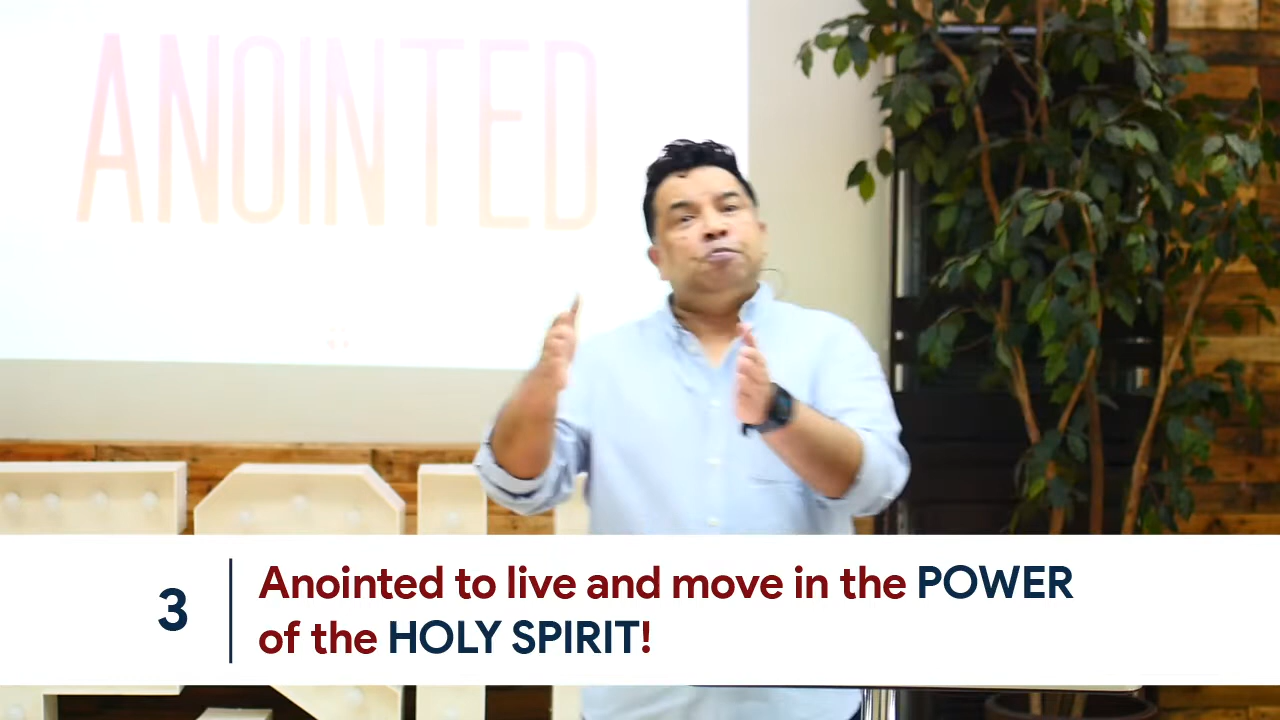 ANOINTED
3
Anointed to live and move in the POWER
of the HOLY SPIRIT!